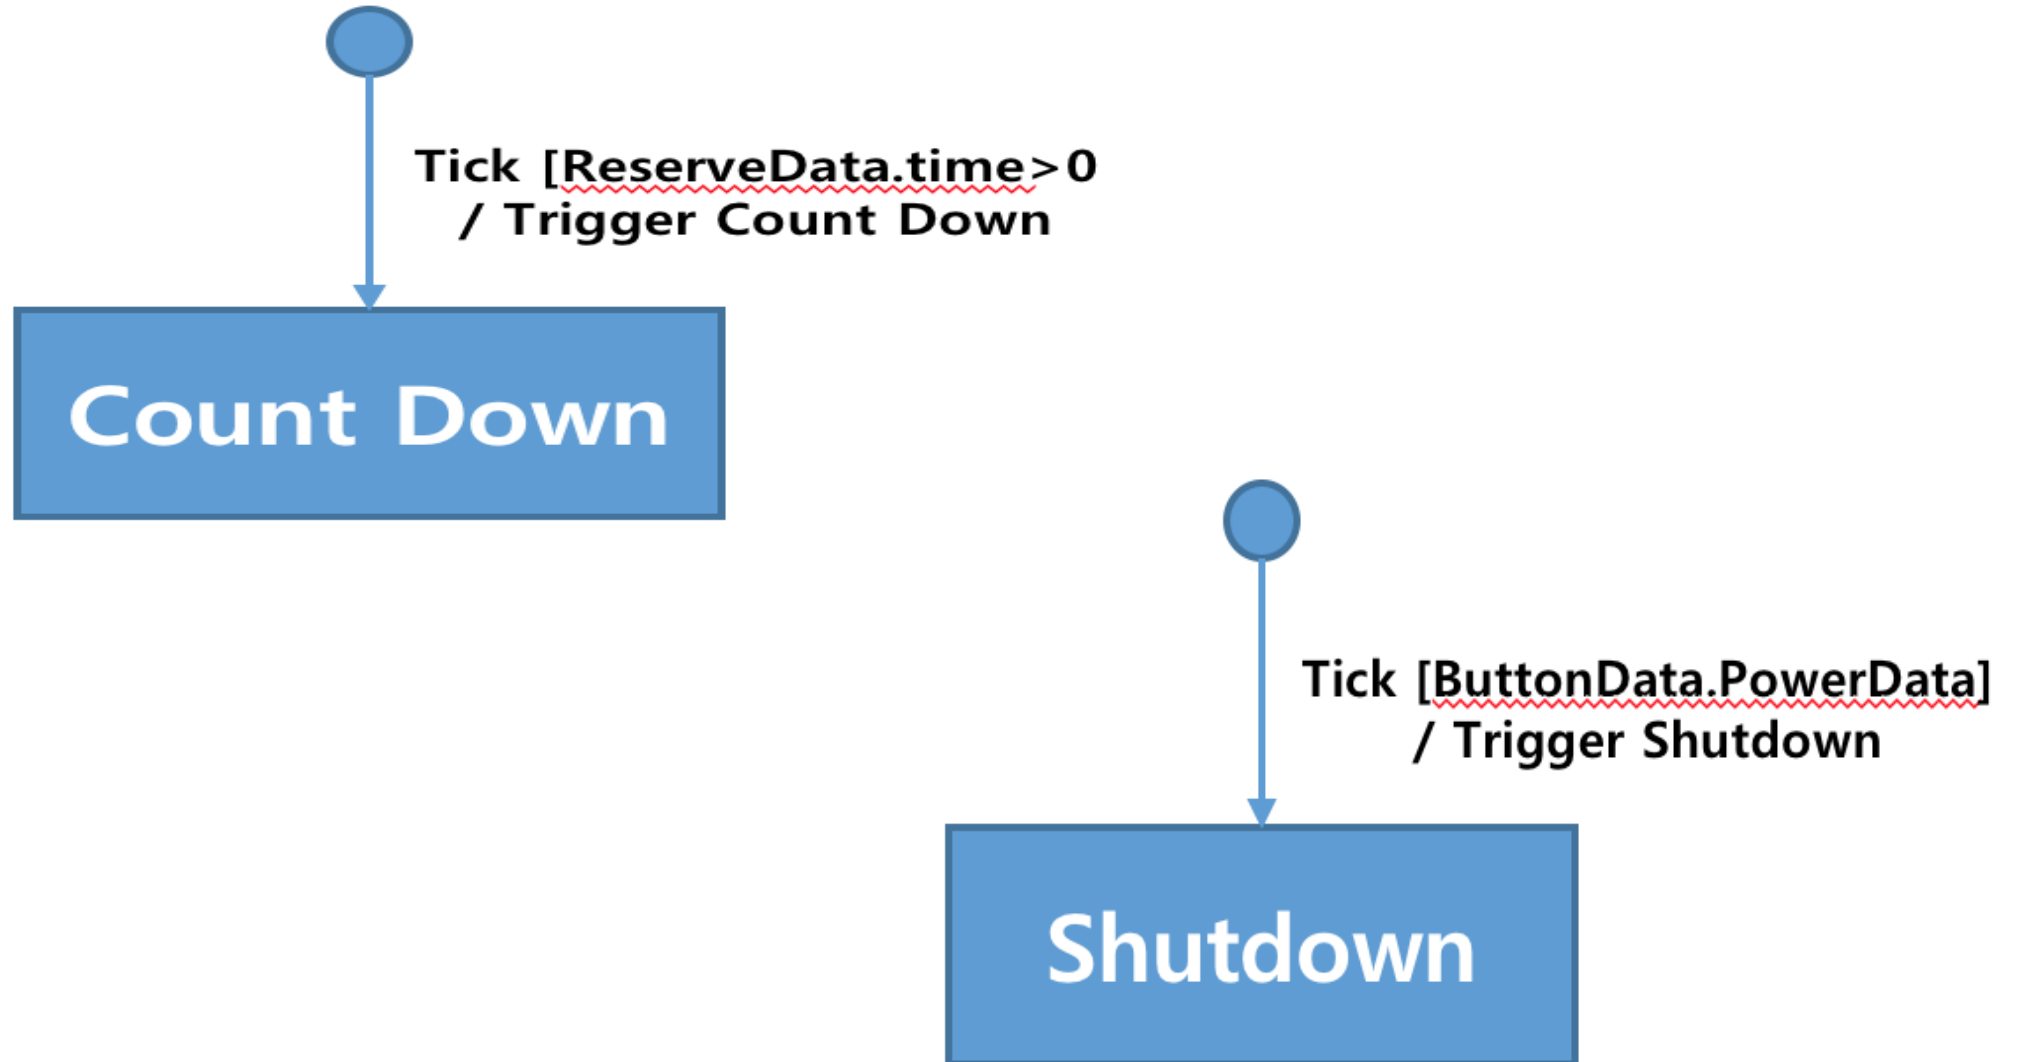 Tick [ReserveData.time>0
/ Trigger Count Down
Count Down
Tick [ButtonData.PowerData]
/ Trigger Shutdown
Shutdown